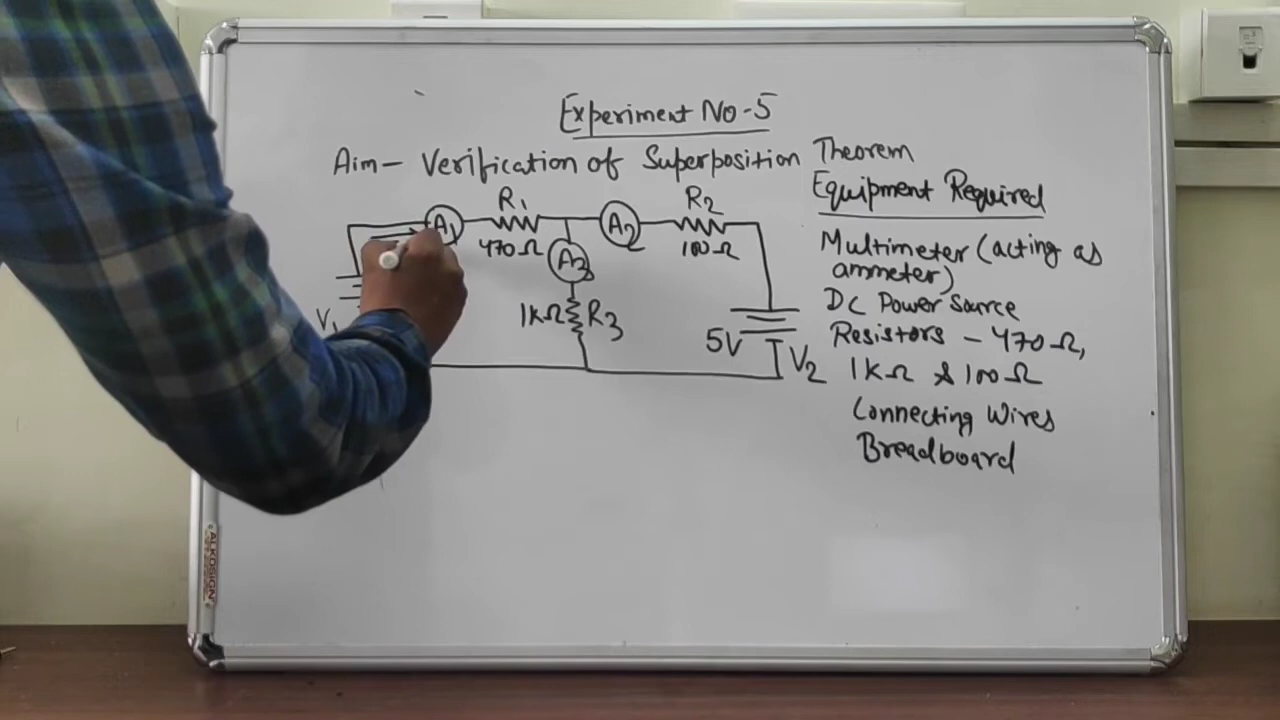 Experiment No-5
Aim- Verification of Superposition Theorem
Equipment Required
Multimeter (acting as
ammeter)
DC Power Source
Resistors - 470Ω,
1KΩ & 100Ω
Connecting Wires
Breadboard
A1
R1
470Ω
A2
R2
100Ω
A3
1KΩ R3
V1
5V V2
ALKOSIGN